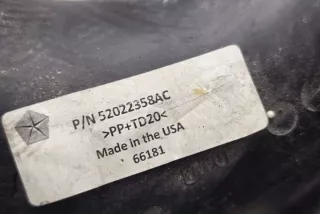 P/N 52022358AC
>PP+TD20<
Made in the USA
66181